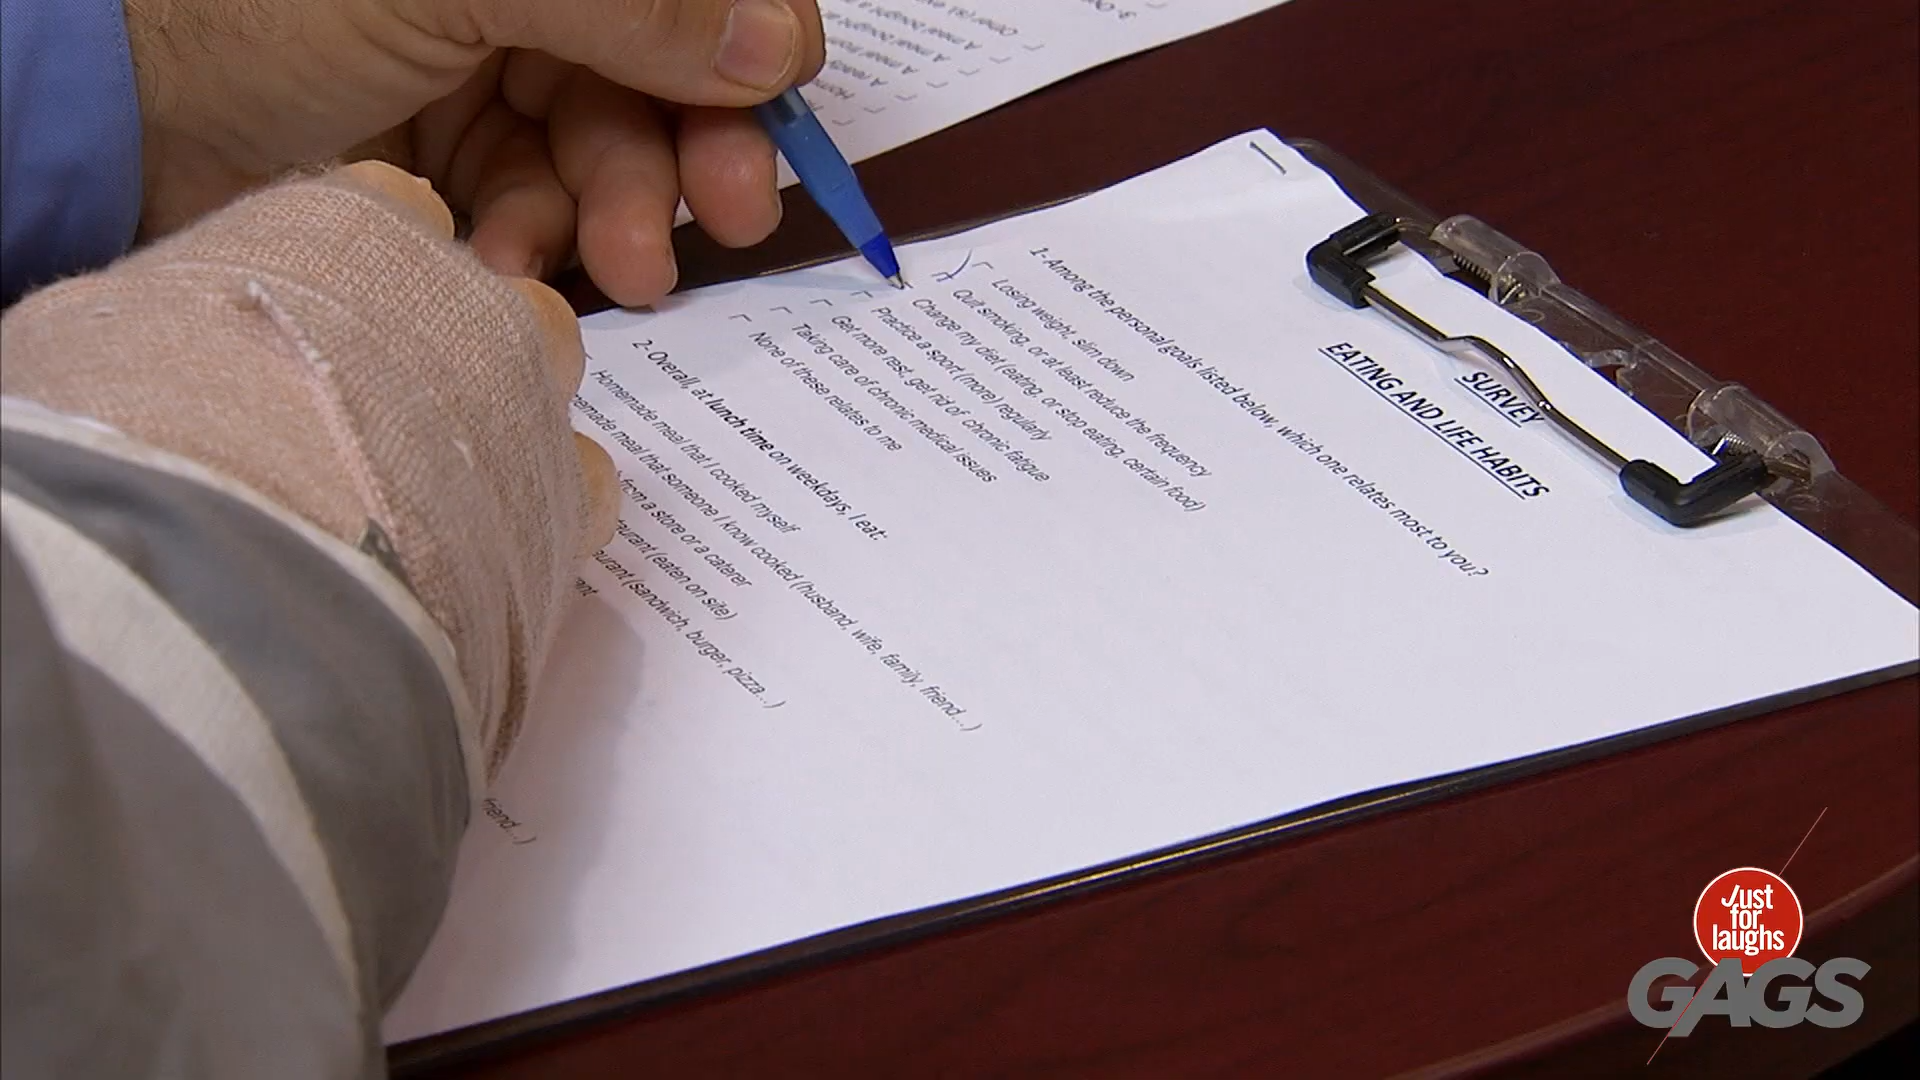 SURVEY
EATING AND LIFE HABITS
1- Among the personal goals listed below, which one relates most to you?
Losing weight, slim down
Quit smoking, or at least reduce the frequency
Change my diet (eating, or stop eating, certain food)
Practice a sport (more) regularly
Get more rest, get rid of chronic fatigue
Taking care of chronic medical issues
None of these relates to me
2- Overall, at lunch time on weekdays, I eat:
Homemade meal that I cooked myself
meal that someone I know cooked (husband, wife, family, friend...)
from a store or a caterer
(eaten on site)
(sandwich, burger, pizza...)
friend...)
A meal bought
A meal
A ready
Just
for
laughs
GAGS